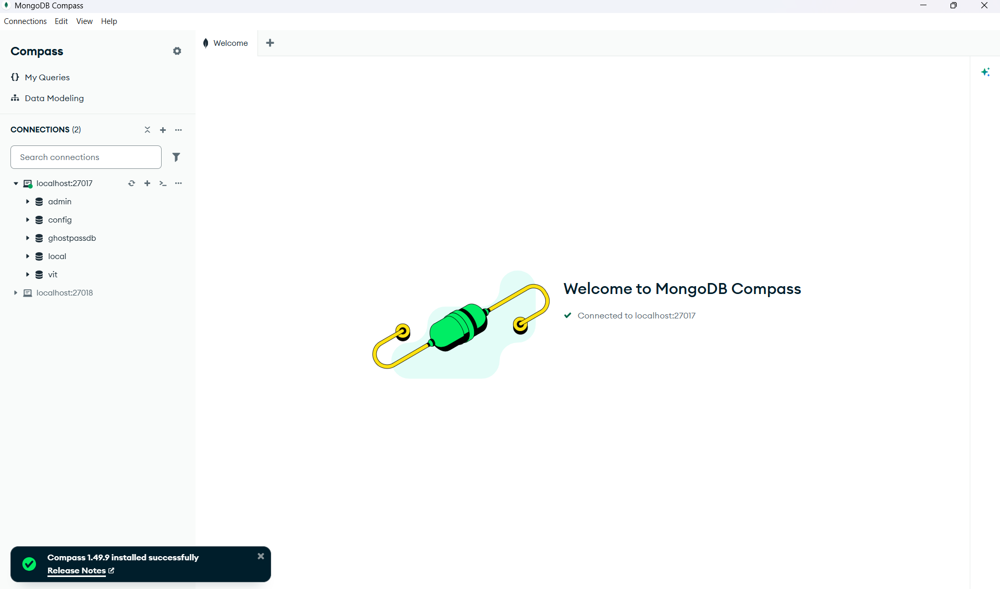 MongoDB Compass
Connections Edit View Help
Compass
My Queries
Data Modeling
CONNECTIONS (2)
Search connections
localhost:27017
admin
config
ghostpassdb
local
vit
localhost:27018
Welcome
Welcome to MongoDB Compass
Connected to localhost:27017
Compass 1.49.9 installed successfully
Release Notes